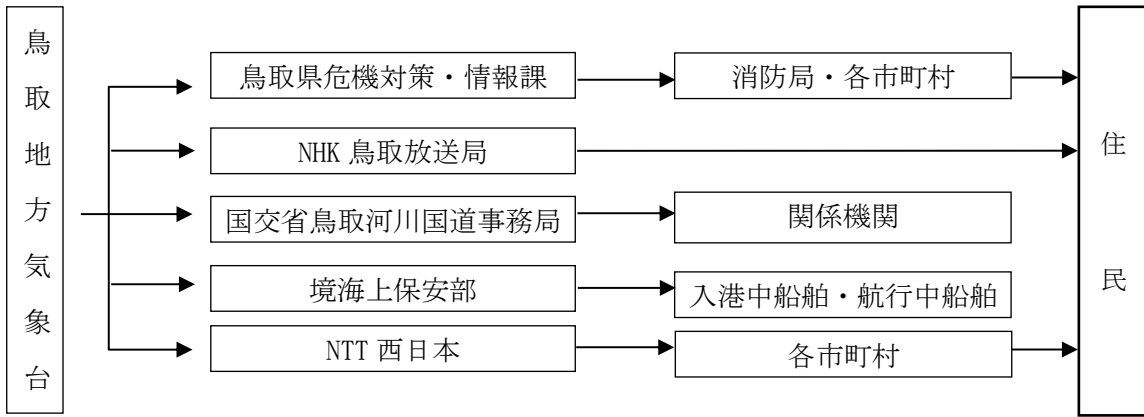 鳥取地方気象台
鳥取県危機対策・情報課
消防局・各市町村
NHK 鳥取放送局
国交省鳥取河川国道事務局
関係機関
境海上保安部
入港中船舶・航行中船舶
NTT 西日本
各市町村
住民